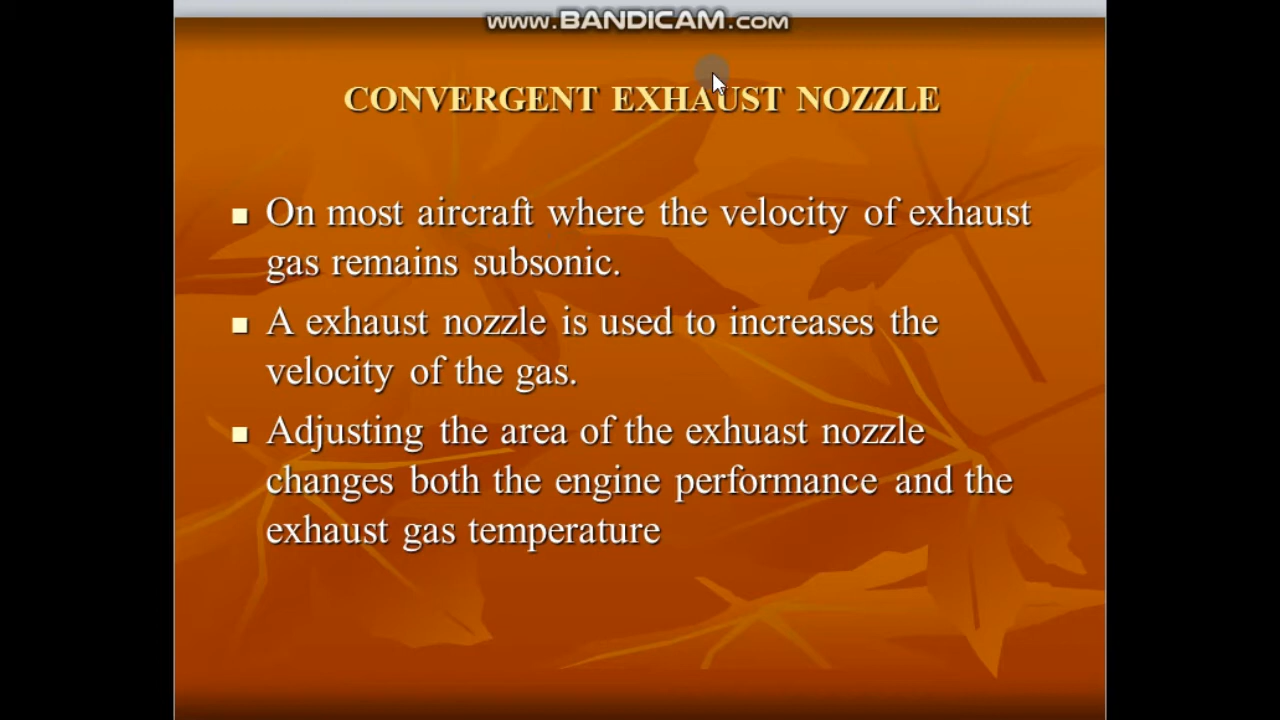 www.BANDICAM.com
CONVERGENT EXHAUST NOZZLE
On most aircraft where the velocity of exhaust
gas remains subsonic.
A exhaust nozzle is used to increases the
velocity of the gas.
Adjusting the area of the exhuast nozzle
changes both the engine performance and the
exhaust gas temperature